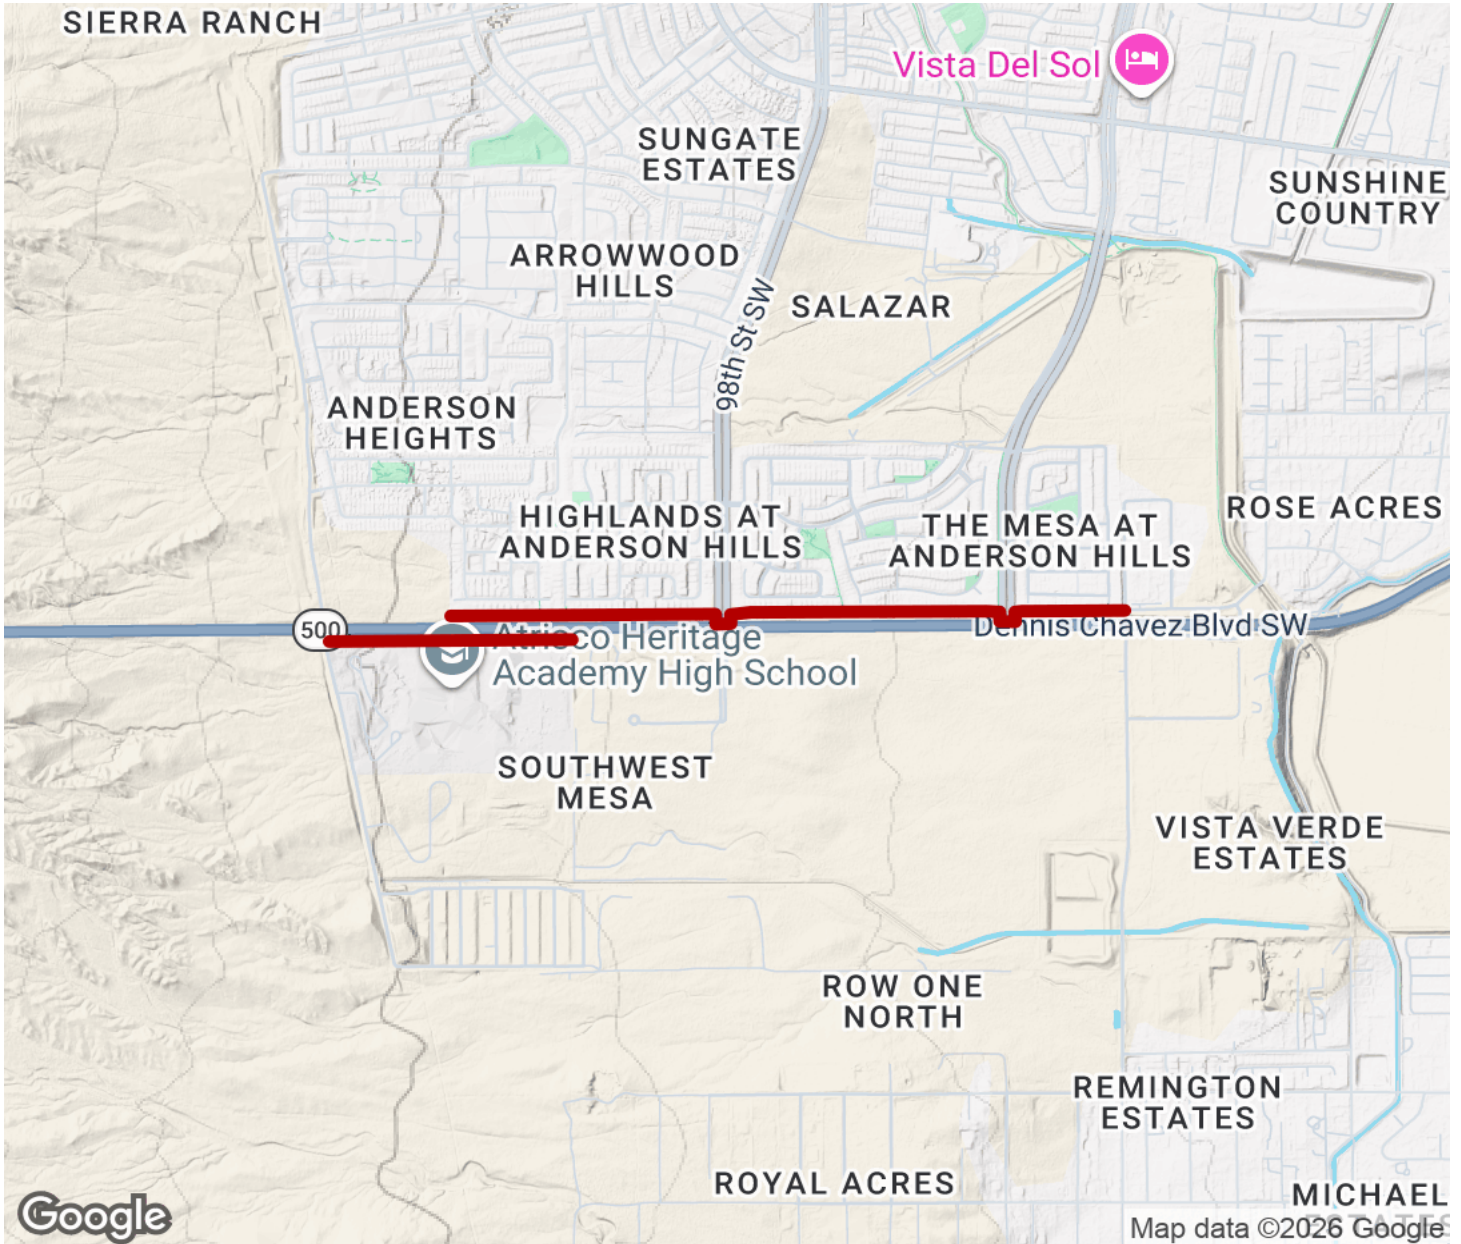 SIERRA RANCH
Vista Del Sol
SUNGATE
ESTATES
SUNSHINE
COUNTRY
ARROWWOOD
HILLS
SALAZAR
98th St SW
ANDERSON
HEIGHTS
HIGHLANDS AT
ANDERSON HILLS
THE MESA AT
ANDERSON HILLS
ROSE ACRES
500
Dennis Chavez Blvd SW
Atrisco Heritage
Academy High School
SOUTHWEST
MESA
VISTA VERDE
ESTATES
ROW ONE
NORTH
REMINGTON
ESTATES
ROYAL ACRES
MICHAEL
ESTATES
Google
Map data ©2026 Google